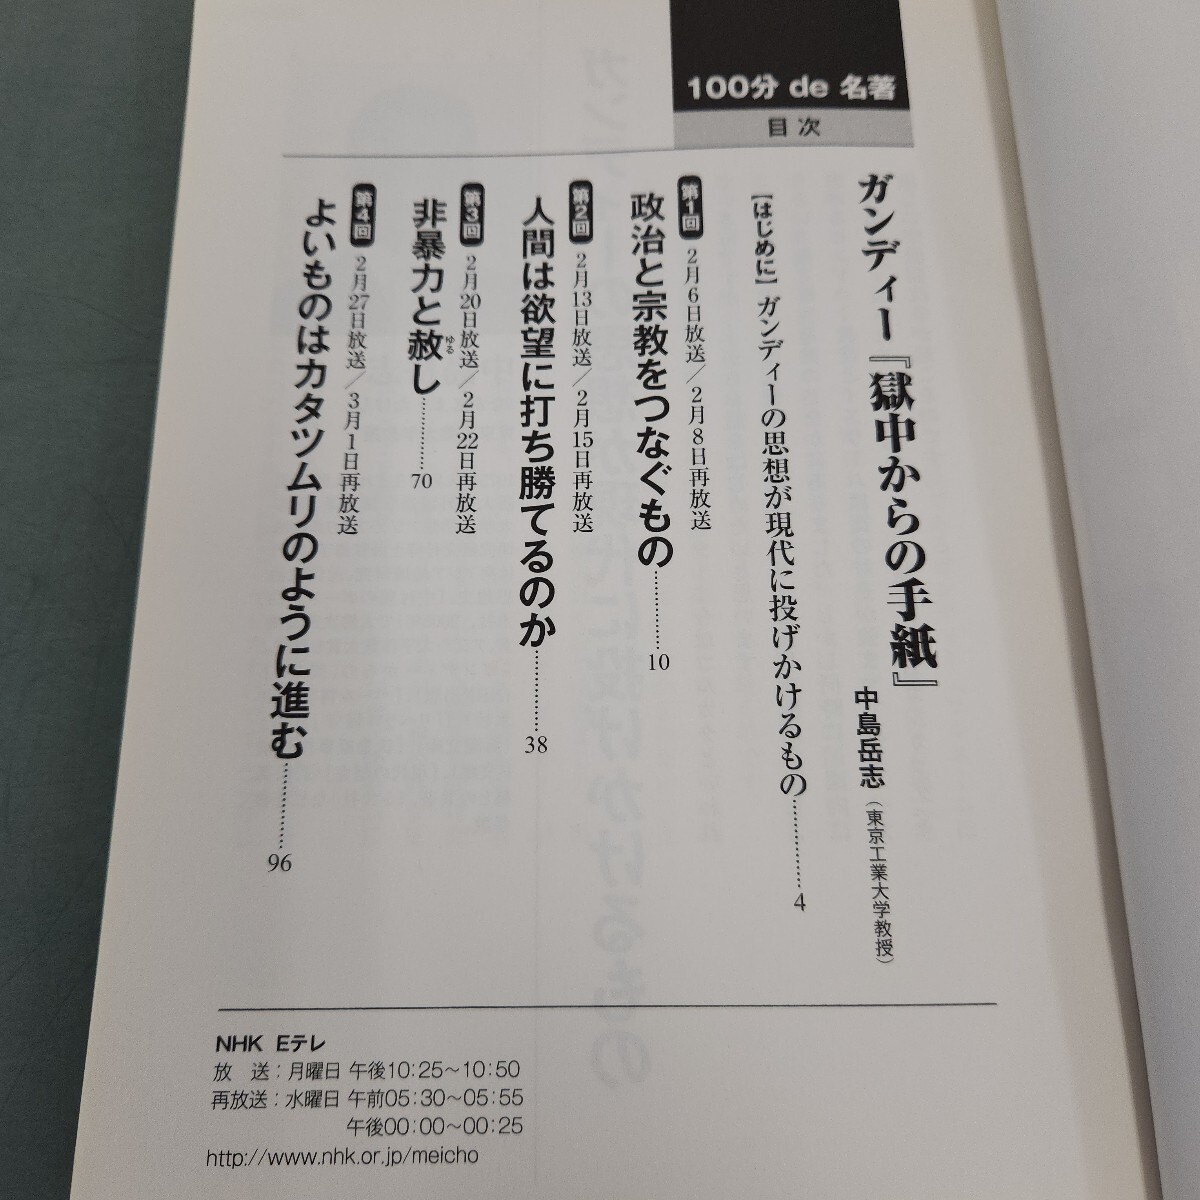 100分 de 名著
目次
ガンディー『獄中からの手紙』
中島岳志(東京工業大学教授)
【はじめに】ガンディーの思想が現代に投げかけるもの…………4
第1回 2月6日放送/2月8日再放送
政治と宗教をつなぐもの…………10
第2回 2月13日放送/2月15日再放送
人間は欲望に打ち勝てるのか…………38
第3回 2月20日放送/2月22日再放送
非暴力と赦し…………70
ゆる
第4回 2月27日放送/3月1日再放送
よいものはカタツムリのように進む…………96
NHK Eテレ
放 送:月曜日 午後10:25~10:50
再放送:水曜日 午前05:30~05:55
午後00:00~00:25
http://www.nhk.or.jp/meicho